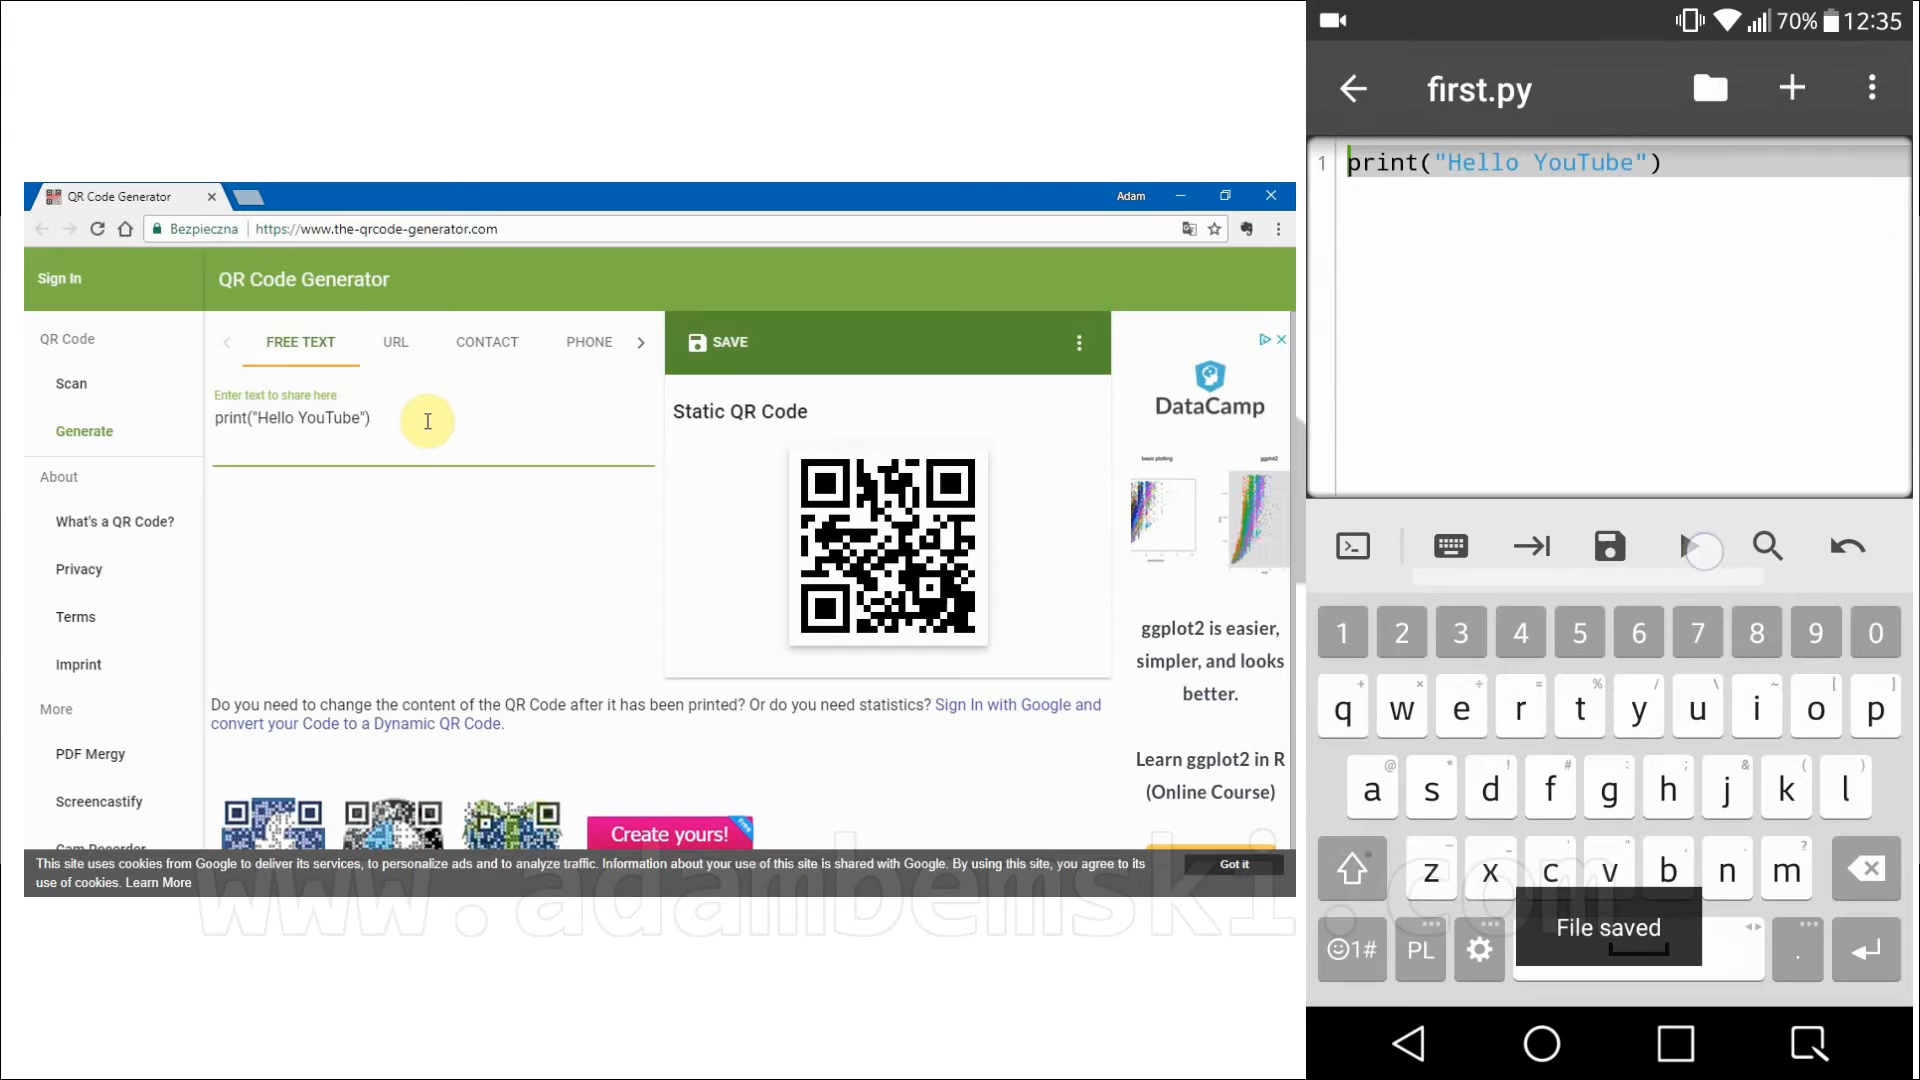 QR Code Generator
Adam
Bezpieczna
https://www.the-qrcode-generator.com
Sign In
QR Code Generator
QR Code
Scan
Generate
About
What's a QR Code?
Privacy
Terms
Imprint
More
PDF Mergy
Screencastify
Cam Recorder
FREE TEXT
URL
CONTACT
PHONE
Enter text to share here
print("Hello YouTube")
SAVE
Static QR Code
Do you need to change the content of the QR Code after it has been printed? Or do you need statistics? Sign In with Google and
convert your Code to a Dynamic QR Code.
Create yours!
Free
DataCamp
basic plotting
ggplot2
ggplot2 is easier,
simpler, and looks
better.
Learn ggplot2 in R
(Online Course)
This site uses cookies from Google to deliver its services, to personalize ads and to analyze traffic. Information about your use of this site is shared with Google. By using this site, you agree to its
use of cookies. Learn More
Got it
www.adambemski.com
70% 12:35
first.py
1 print("Hello YouTube")
1 2 3 4 5 6 7 8 9 0
q w e r t y u i o p
a s d f g h j k l
z x c v b n m
1# PL .
File saved